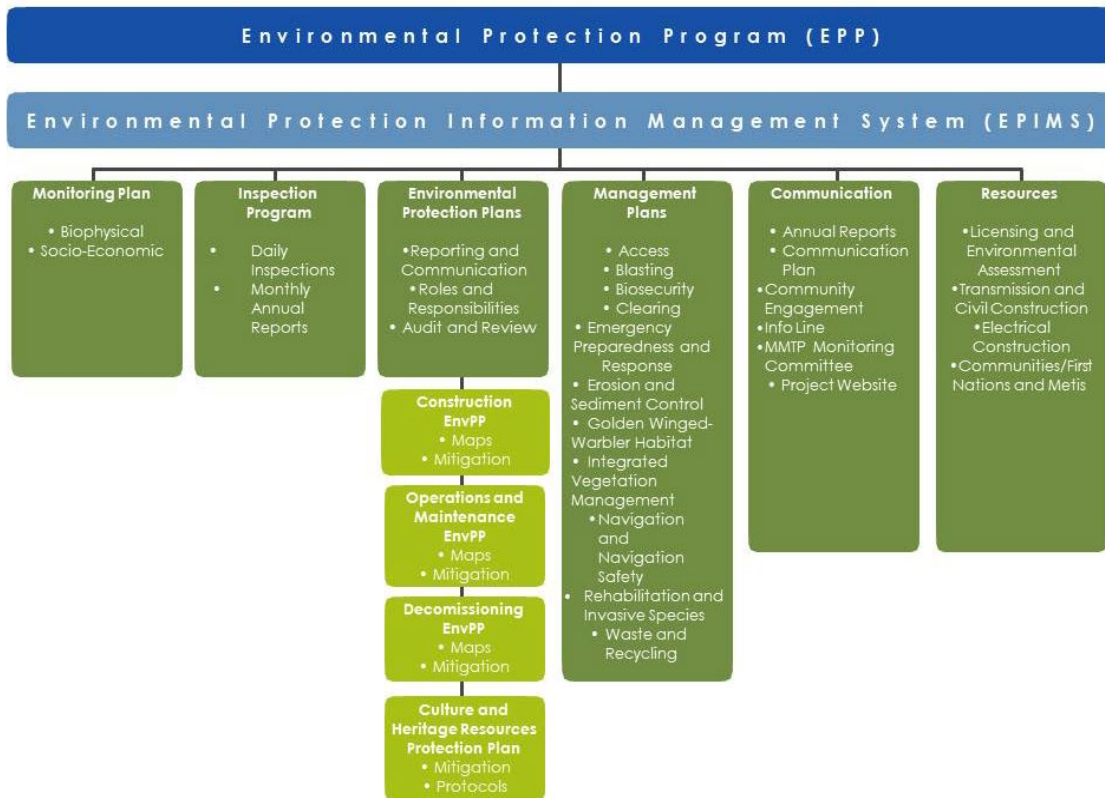 Environmental Protection Program (EPP)
Environmental Protection Information Management System (EPIMS)
Monitoring Plan
• Biophysical
• Socio-Economic
Inspection
Program
• Daily
Inspections
• Monthly
Annual
Reports
Environmental
Protection Plans
•Reporting and
Communication
•Roles and
Responsibilities
• Audit and Review
Construction
EnvPP
• Maps
• Mitigation
Operations and
Maintenance
EnvPP
• Maps
• Mitigation
Decomissioning
EnvPP
• Maps
• Mitigation
Culture and
Heritage Resources
Protection Plan
• Mitigation
• Protocols
Management
Plans
• Access
• Blasting
• Biosecurity
• Clearing
• Emergency
Preparedness and
Response
• Erosion and
Sediment Control
• Golden Winged-
Warbler Habitat
• Integrated
Vegetation
Management
•Navigation
and
Navigation
Safety
• Rehabilitation and
Invasive Species
• Waste and
Recycling
Communication
• Annual Reports
• Communication
Plan
•Community
Engagement
•Info Line
•MMTP Monitoring
Committee
• Project Website
Resources
•Licensing and
Environmental
Assessment
•Transmission and
Civil Construction
•Electrical
Construction
•Communities/First
Nations and Metis